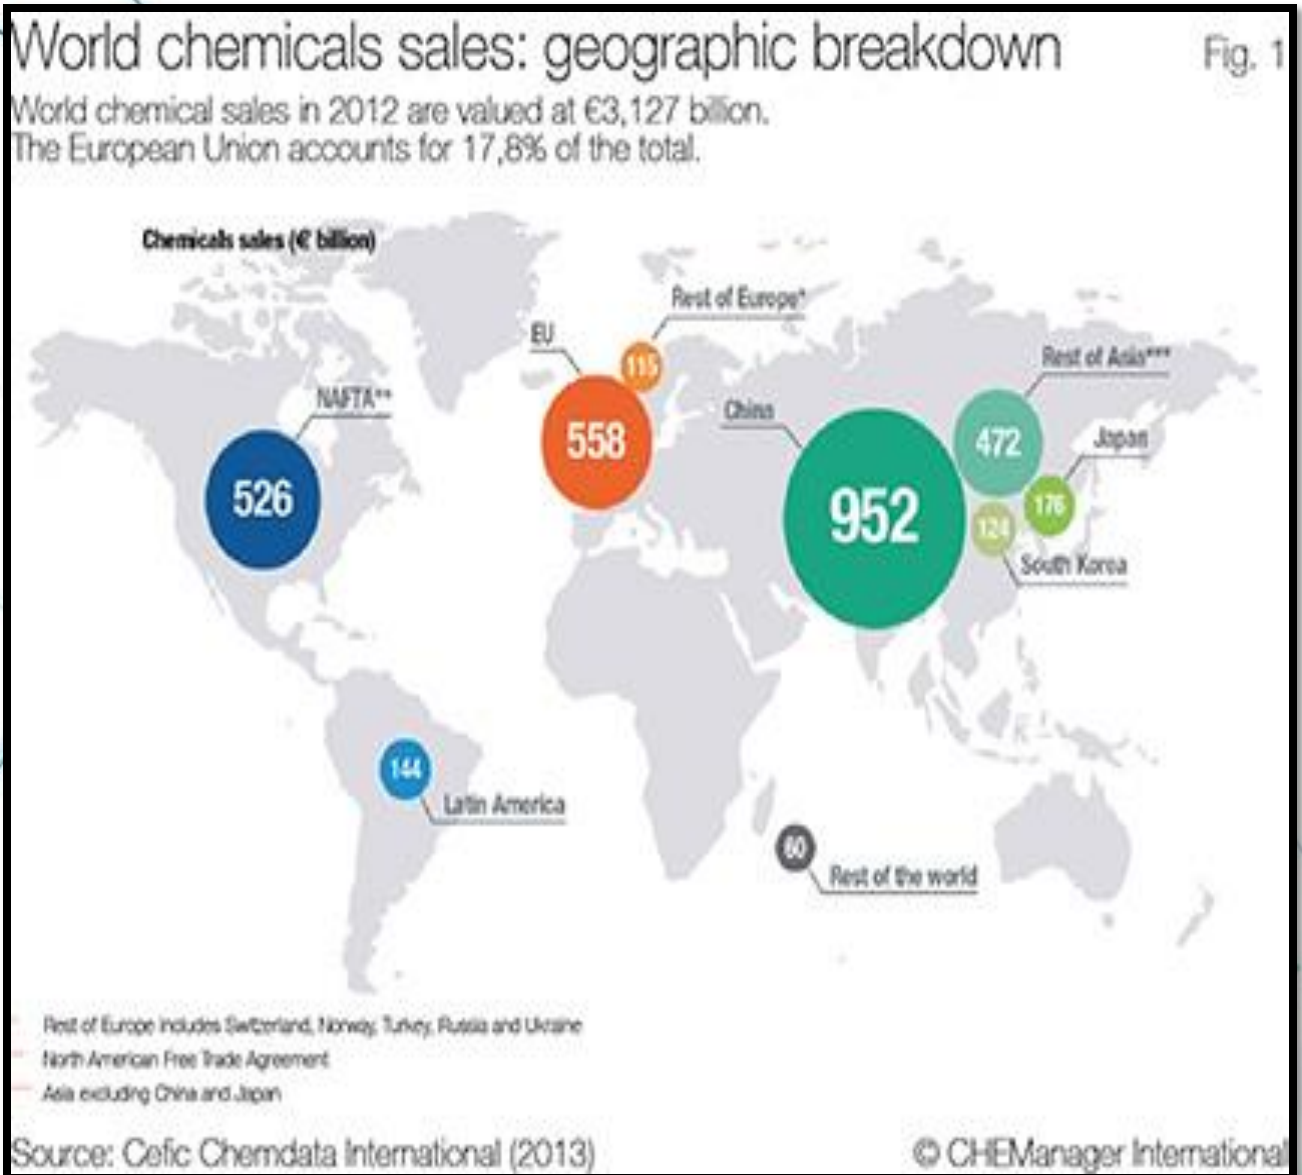 World chemicals sales: geographic breakdown
Fig. 1
World chemical sales in 2012 are valued at €3,127 billion.
The European Union accounts for 17,8% of the total.
Chemicals sales (€ billion)
Rest of Europe*
EU
115
Rest of Asia***
NAFTA**
China
558
472
Japan
526
952
176
124
South Korea
144
Latin America
60
Rest of the world
Rest of Europe includes Switzerland, Norway, Turkey, Russia and Ukraine
North American Free Trade Agreement
Asia excluding China and Japan
Source: Cefic Chemdata International (2013)
© CHEManager International